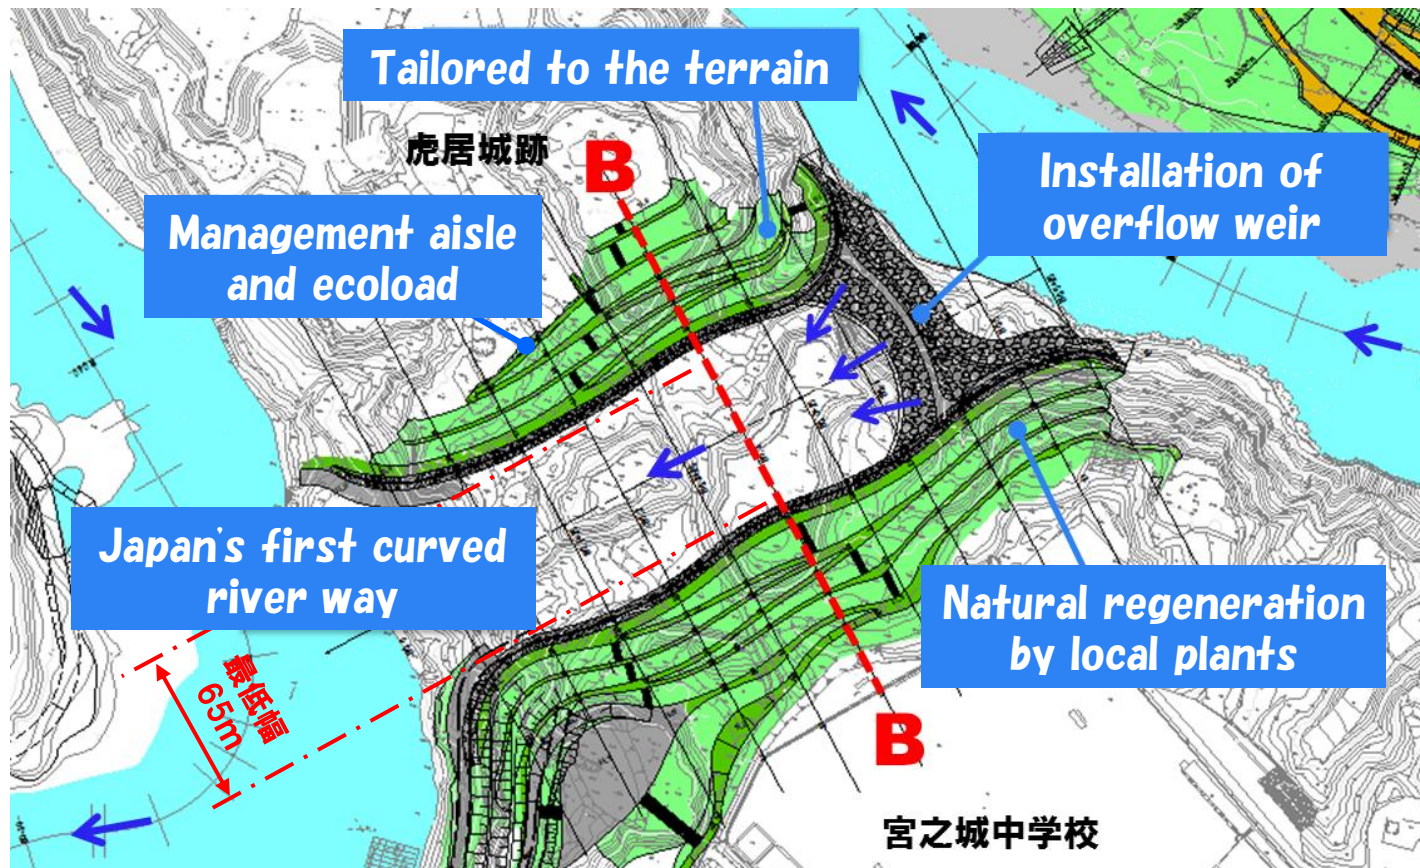 Tailored to the terrain
虎居城跡
B
Installation of
overflow weir
Management aisle
and ecoload
Japan's first curved
river way
Natural regeneration
by local plants
最低幅
65m
B
宮之城中学校